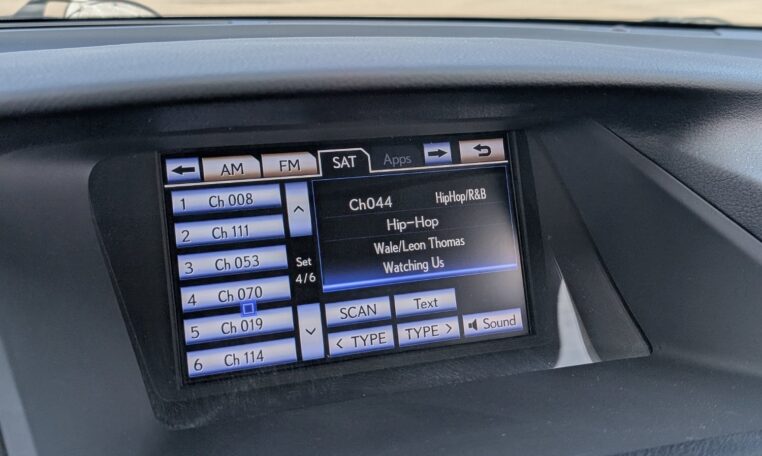 AM FM SAT Apps
1 Ch 008
2 Ch 111
3 Ch 053
4 Ch 070
5 Ch 019
6 Ch 114
Set
4/6
Ch044 HipHop/R&B
Hip-Hop
Wale/Leon Thomas
Watching Us
SCAN Text
< TYPE TYPE > Sound